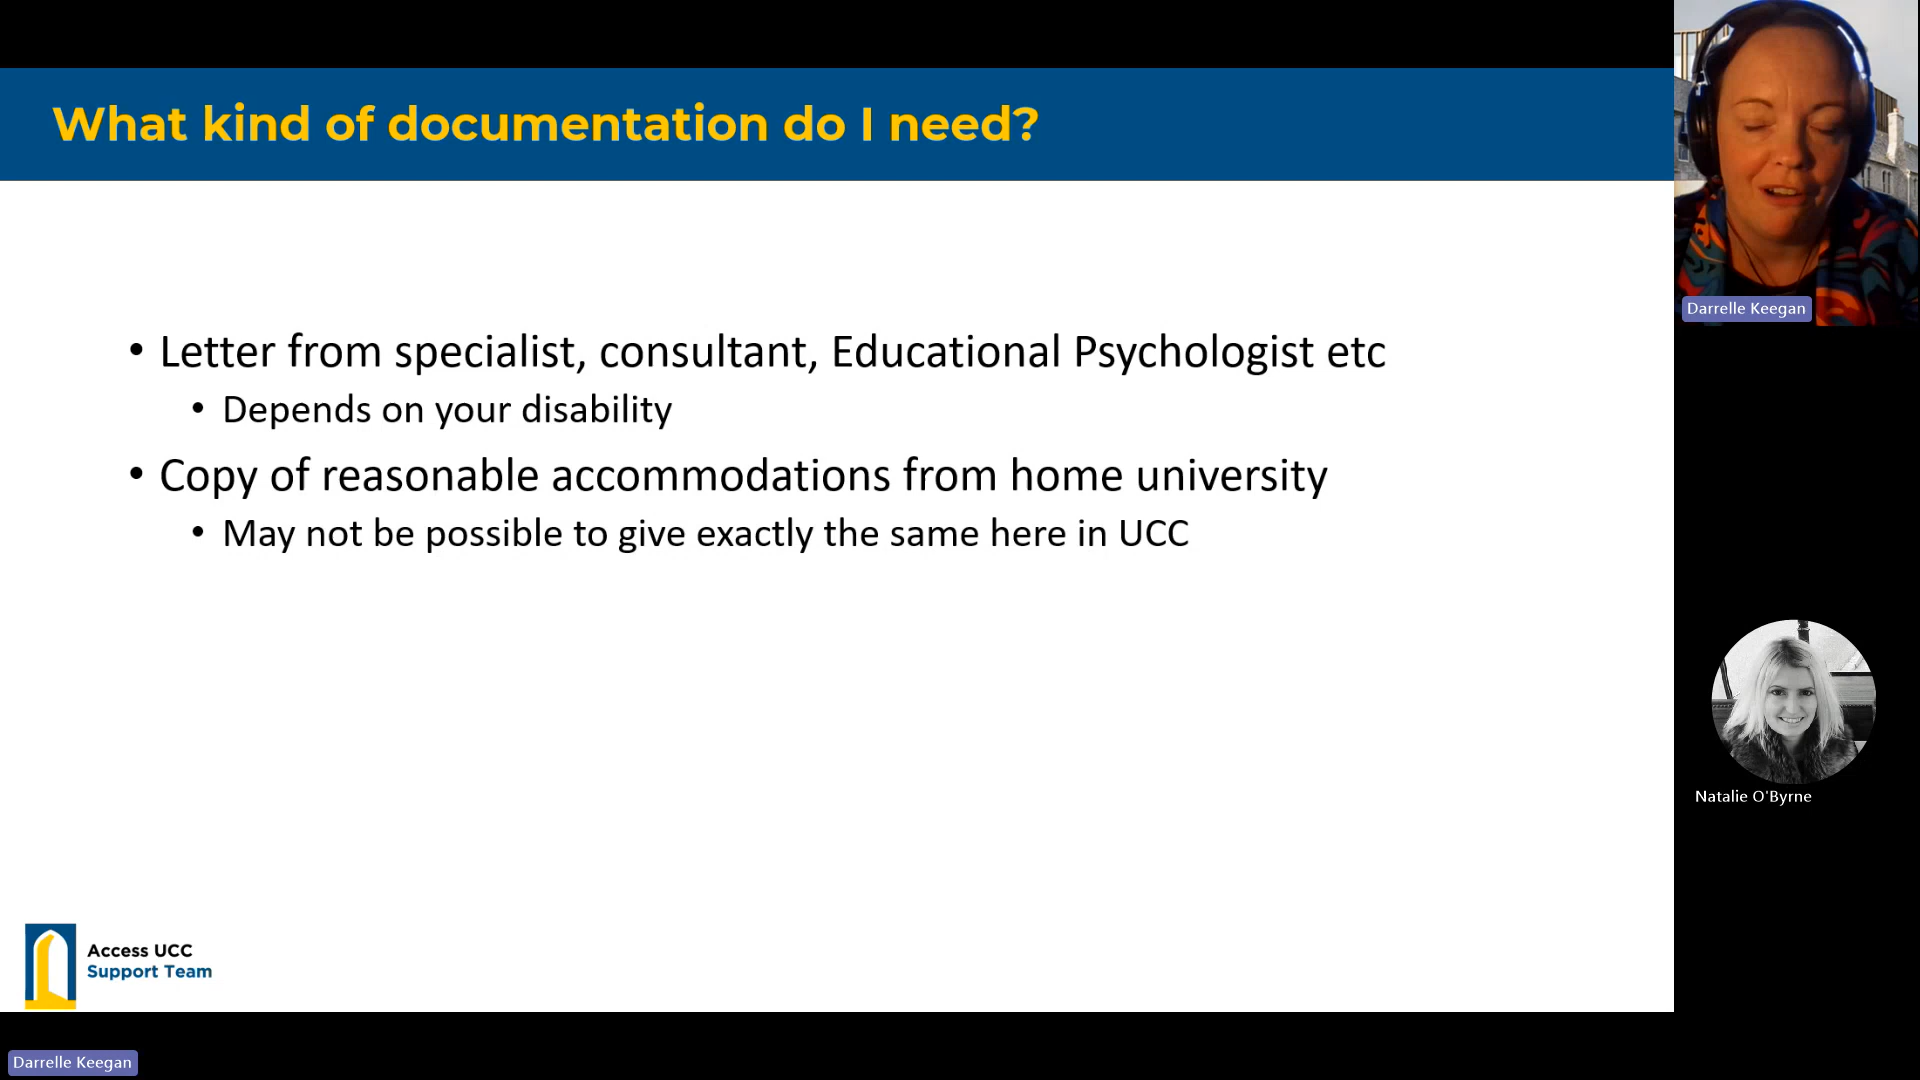 What kind of documentation do I need?
• Letter from specialist, consultant, Educational Psychologist etc
• Depends on your disability
• Copy of reasonable accommodations from home university
• May not be possible to give exactly the same here in UCC
Access UCC
Support Team
Darrelle Keegan
Natalie O'Byrne
Darrelle Keegan